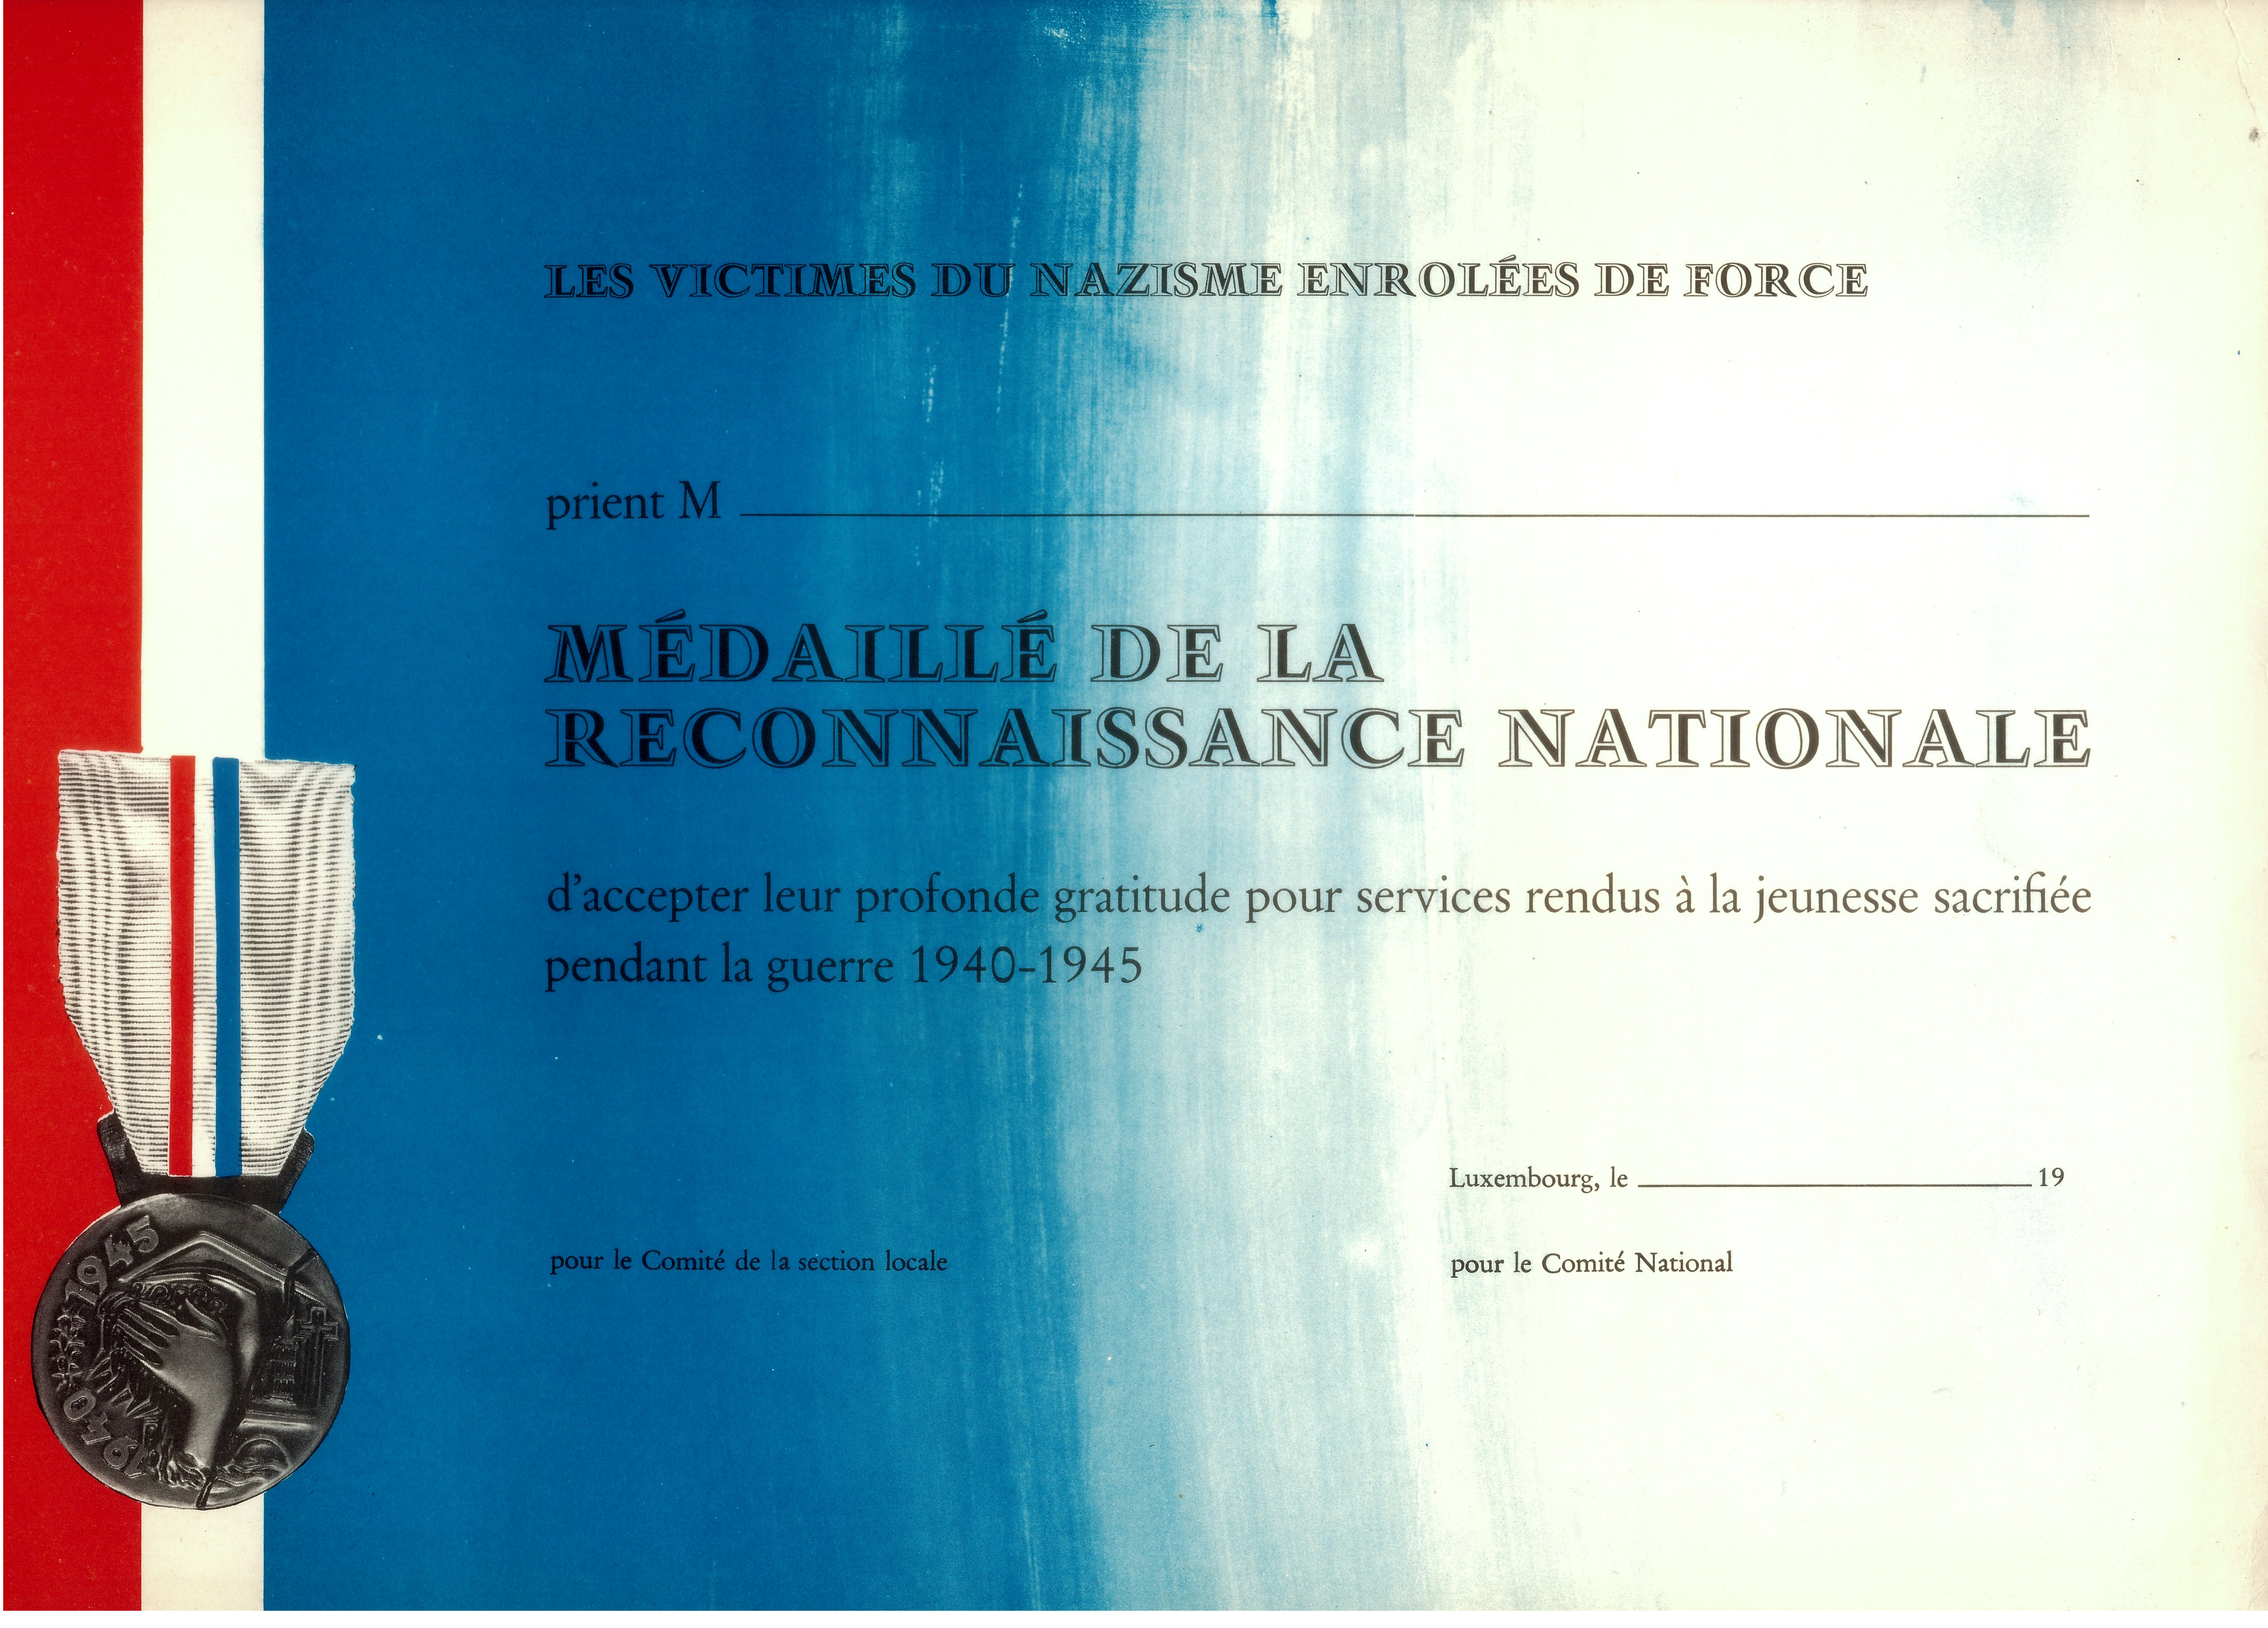 LES VICTIMES DU NAZISME ENROLÉES DE FORCE
prient M
MÉDAILLÉ DE LA
RECONNAISSANCE NATIONALE
d'accepter leur profonde gratitude pour services rendus à la jeunesse sacrifiée
pendant la guerre 1940-1945
Luxembourg, le 19
pour le Comité de la section locale
pour le Comité National
1940
1945